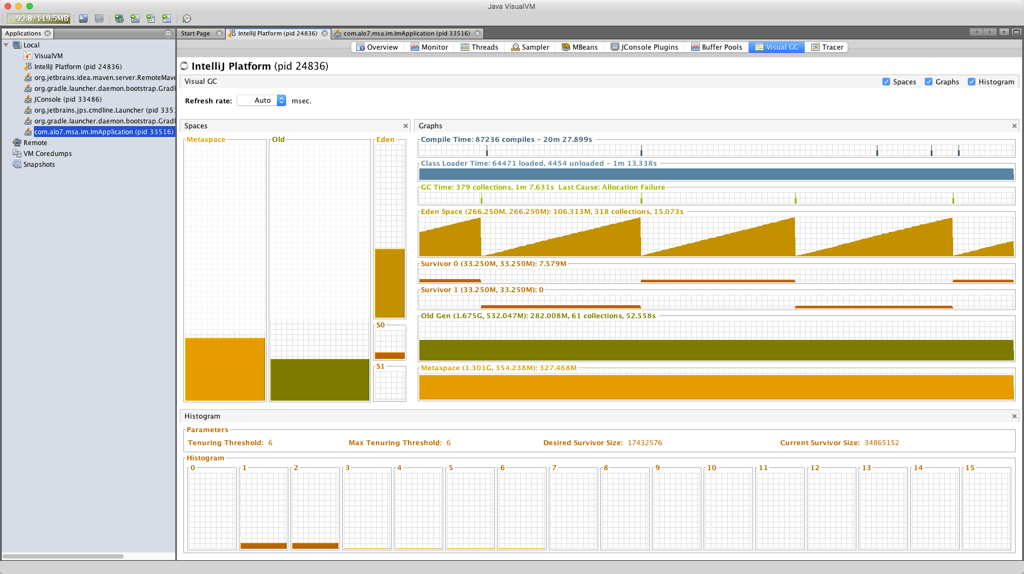 Java VisualVM
92.8 / 119.5MB
Applications
Start Page
IntelliJ Platform (pid 24836)
com.alo7.msa.im.ImApplication (pid 33516)
Local
VisualVM
IntelliJ Platform (pid 24836)
org.jetbrains.idea.maven.server.RemoteMave
org.gradle.launcher.daemon.bootstrap.Gradl
JConsole (pid 33486)
org.jetbrains.jps.cmdline.Launcher (pid 335
org.gradle.launcher.daemon.bootstrap.Gradl
com.alo7.msa.im.ImApplication (pid 33516)
Remote
VM Coredumps
Snapshots
Overview
Monitor
Threads
Sampler
MBeans
JConsole Plugins
Buffer Pools
Visual GC
Tracer
IntelliJ Platform (pid 24836)
Visual GC
Spaces
Graphs
Histogram
Refresh rate: Auto msec.
Spaces
Metaspace
Old
Eden
S0
S1
Graphs
Compile Time: 87236 compiles - 20m 27.899s
Class Loader Time: 64471 loaded, 4454 unloaded - 1m 13.338s
GC Time: 379 collections, 1m 7.631s Last Cause: Allocation Failure
Eden Space (266.250M, 266.250M): 106.313M, 318 collections, 15.073s
Survivor 0 (33.250M, 33.250M): 7.579M
Survivor 1 (33.250M, 33.250M): 0
Old Gen (1.675G, 532.047M): 282.008M, 61 collections, 52.558s
Metaspace (1.301G, 354.238M): 327.468M
Histogram
Parameters
Tenuring Threshold: 6
Max Tenuring Threshold: 6
Desired Survivor Size: 17432576
Current Survivor Size: 34865152
Histogram
0 1 2 3 4 5 6 7 8 9 10 11 12 13 14 15